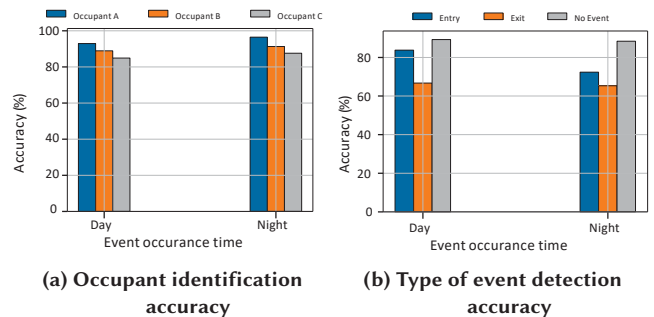 Occupant A Occupant B Occupant C
100
80
60
40
20
0
Accuracy (%)
Day Night
Event occurance time
(a) Occupant identification
accuracy
Entry Exit No Event
80
60
40
20
0
Accuracy (%)
Day Night
Event occurance time
(b) Type of event detection
accuracy